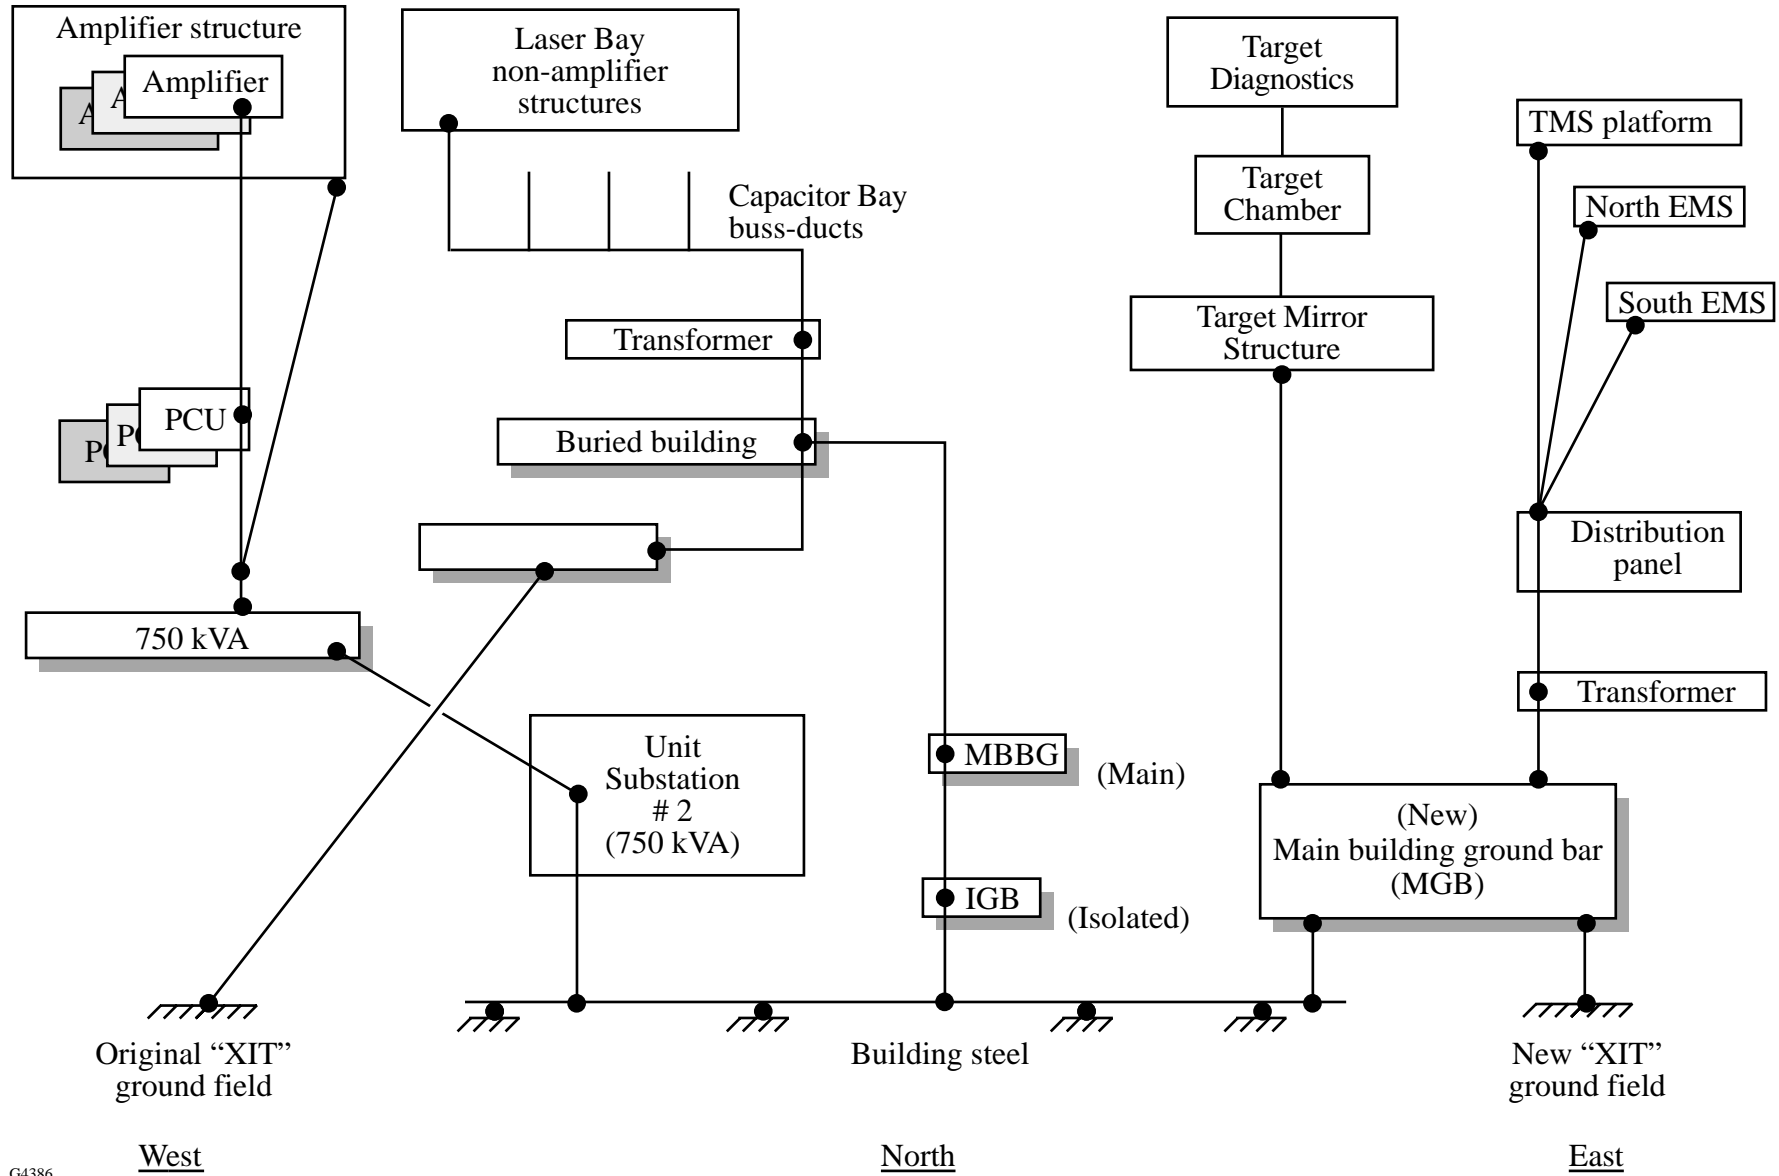 Amplifier structure
Amplifier
A
A
PCU
P
P
750 kVA
Laser Bay
non-amplifier
structures
Capacitor Bay
buss-ducts
Transformer
Buried building
Unit
Substation
# 2
(750 kVA)
MBBG
(Main)
IGB
(Isolated)
Target
Diagnostics
Target
Chamber
Target Mirror
Structure
TMS platform
North EMS
South EMS
Distribution
panel
Transformer
(New)
Main building ground bar
(MGB)
Original “XIT”
ground field
Building steel
New “XIT”
ground field
West
North
East
G4386